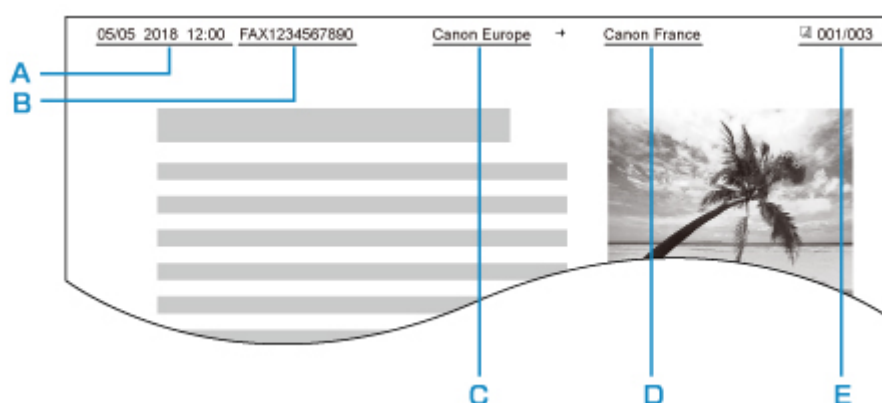 05/05 2018 12:00 FAX1234567890 Canon Europe → Canon France 001/003
A
B
C D E